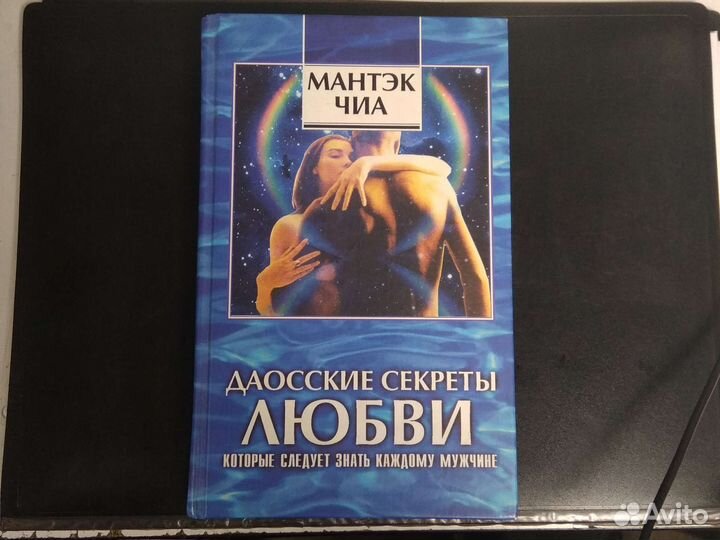 МАНТЭК
ЧИА
ДАОССКИЕ СЕКРЕТЫ
ЛЮБВИ
КОТОРЫЕ СЛЕДУЕТ ЗНАТЬ КАЖДОМУ МУЖЧИНЕ
Avito